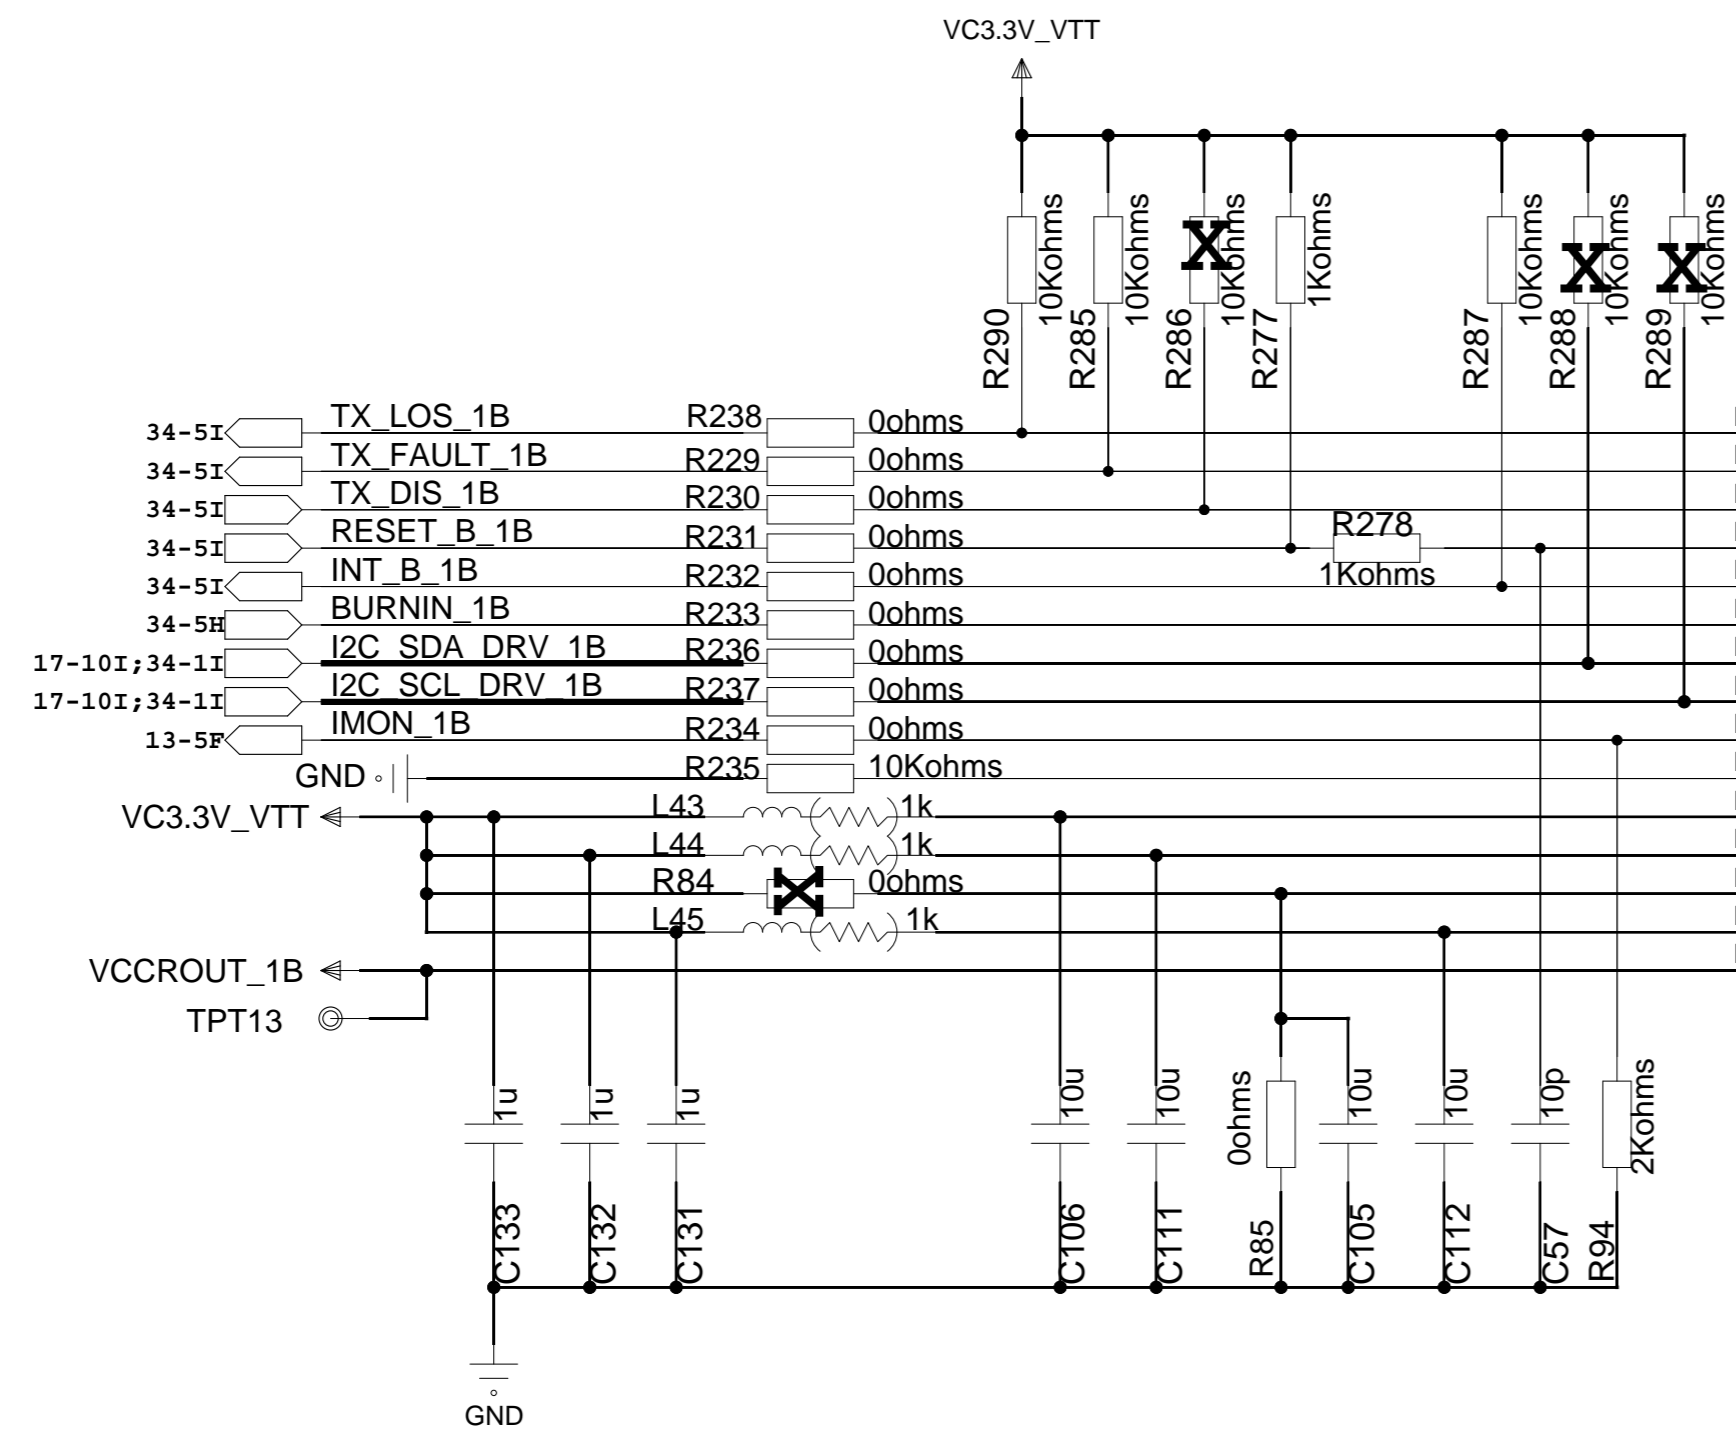 VC3.3V_VTT
10Kohms
10Kohms
10Kohms
1Kohms
10Kohms
10Kohms
10Kohms
R290
R285
R286
R277
R287
R288
R289
34-5I TX_LOS_1B R238 0ohms
34-5I TX_FAULT_1B R229 0ohms
34-5I TX_DIS_1B R230 0ohms
34-5I RESET_B_1B R231 0ohms R278
1Kohms
34-5I INT_B_1B R232 0ohms
34-5H BURNIN_1B R233 0ohms
17-10I;34-1I I2C_SDA_DRV_1B R236 0ohms
17-10I;34-1I I2C_SCL_DRV_1B R237 0ohms
13-5F IMON_1B R234 0ohms
GND R235 10Kohms
VC3.3V_VTT L43 1k
L44 1k
R84 0ohms
L45 1k
VCCROUT_1B
TPT13
1u
1u
1u
10u
10u
0ohms
10u
10u
10p
2Kohms
C133
C132
C131
C106
C111
R85
C105
C112
C57
R94
GND